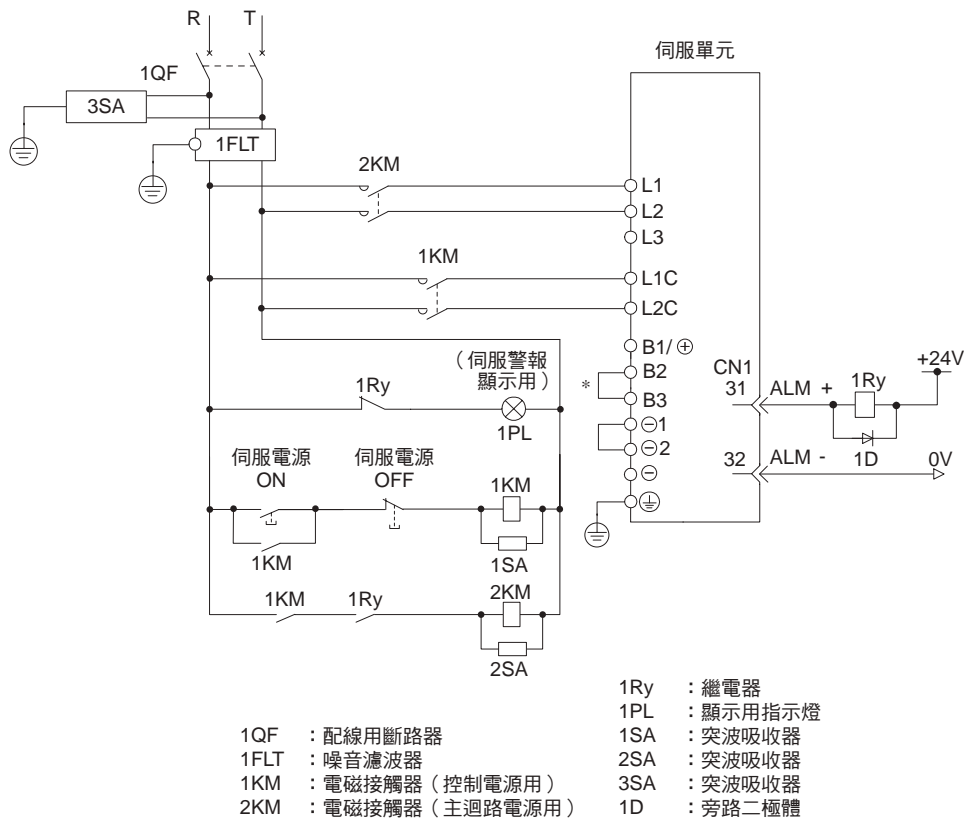 R
T
1QF
3SA
1FLT
伺服單元
2KM
L1
L2
L3
1KM
L1C
L2C
B1/⊕
B2
*
B3
⊖1
⊖2
⊖
CN1
31
ALM +
1Ry
+24V
1D
32
ALM -
0V
(伺服警報
顯示用)
1Ry
1PL
伺服電源
ON
伺服電源
OFF
1KM
1KM
1SA
1KM
1Ry
2KM
2SA
1QF :配線用斷路器
1FLT :噪音濾波器
1KM :電磁接觸器(控制電源用)
2KM :電磁接觸器(主迴路電源用)
1Ry :繼電器
1PL :顯示用指示燈
1SA :突波吸收器
2SA :突波吸收器
3SA :突波吸收器
1D :旁路二極體